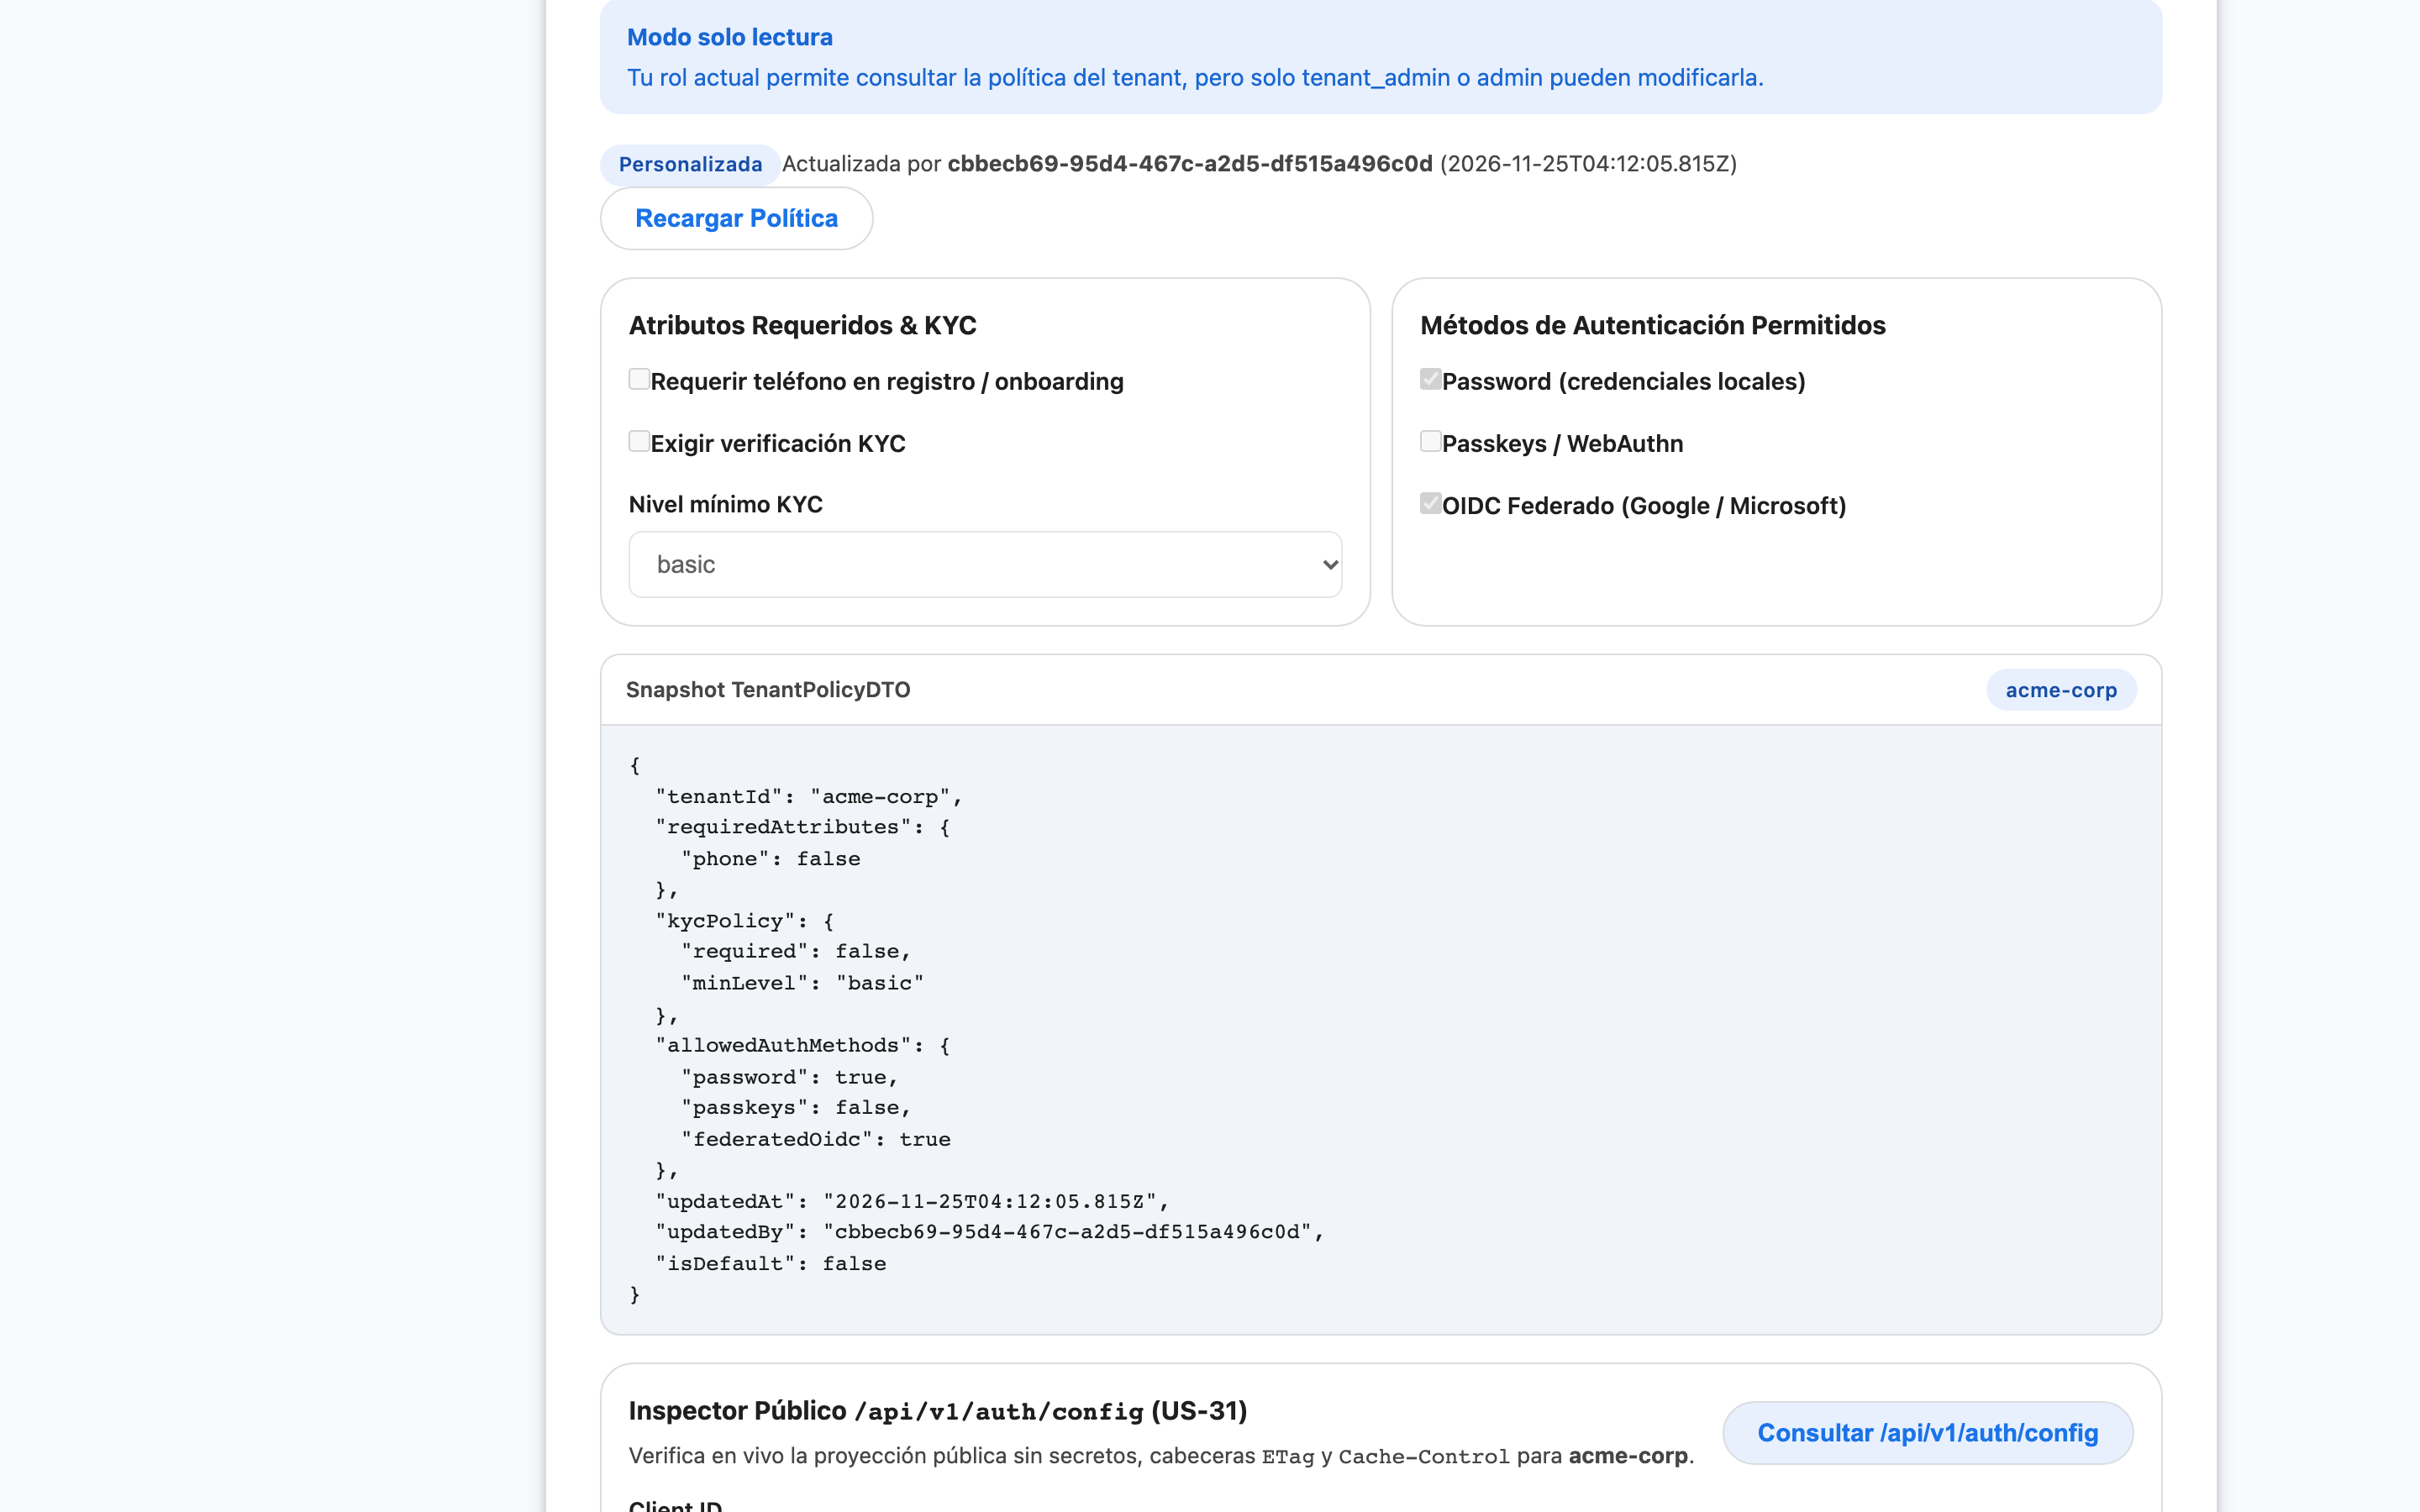 Modo solo lectura
Tu rol actual permite consultar la política del tenant, pero solo tenant_admin o admin pueden modificarla.
Personalizada Actualizada por cbbecb69-95d4-467c-a2d5-df515a496c0d (2026-11-25T04:12:05.815Z)
Recargar Política
Atributos Requeridos & KYC
Requerir teléfono en registro / onboarding
Exigir verificación KYC
Nivel mínimo KYC
basic
Métodos de Autenticación Permitidos
Password (credenciales locales)
Passkeys / WebAuthn
OIDC Federado (Google / Microsoft)
Snapshot TenantPolicyDTO
acme-corp
{
  "tenantId": "acme-corp",
  "requiredAttributes": {
    "phone": false
  },
  "kycPolicy": {
    "required": false,
    "minLevel": "basic"
  },
  "allowedAuthMethods": {
    "password": true,
    "passkeys": false,
    "federatedOidc": true
  },
  "updatedAt": "2026-11-25T04:12:05.815Z",
  "updatedBy": "cbbecb69-95d4-467c-a2d5-df515a496c0d",
  "isDefault": false
}
Inspector Público /api/v1/auth/config (US-31)
Verifica en vivo la proyección pública sin secretos, cabeceras ETag y Cache-Control para acme-corp.
Consultar /api/v1/auth/config
Client ID